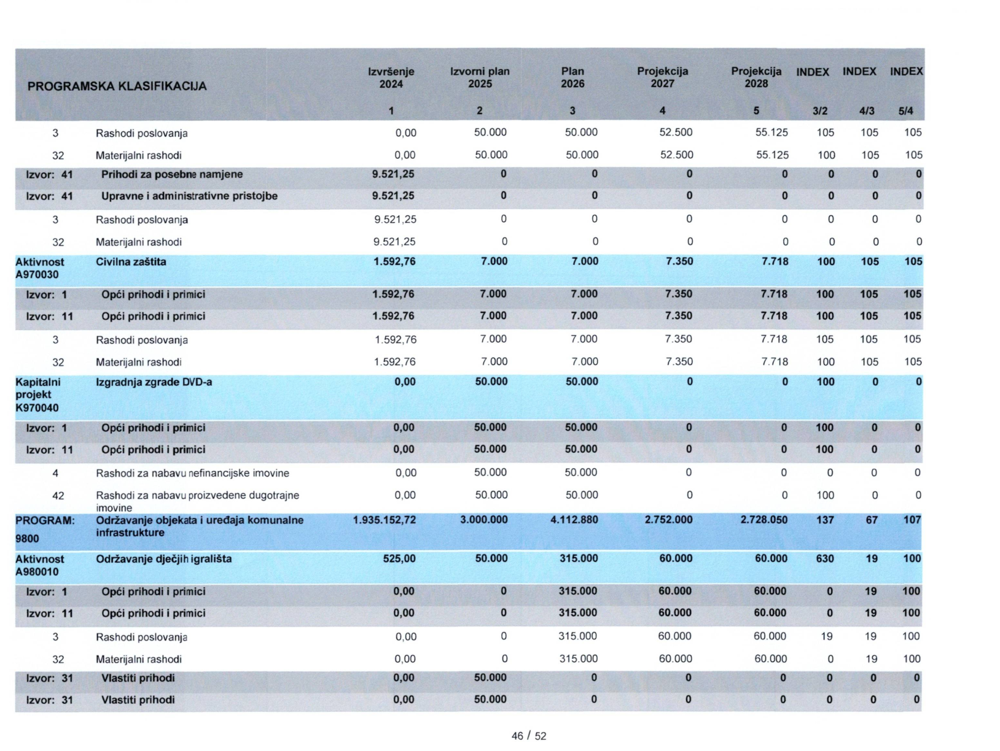 PROGRAMSKA KLASIFIKACIJA Izvršenje 2024 Izvorni plan 2025 Plan 2026 Projekcija 2027 Projekcija 2028 INDEX INDEX INDEX
1 2 3 4 5 3/2 4/3 5/4
3 Rashodi poslovanja 0,00 50.000 50.000 52.500 55.125 105 105 105
32 Materijalni rashodi 0,00 50.000 50.000 52.500 55.125 100 105 105
Izvor: 41 Prihodi za posebne namjene 9.521,25 0 0 0 0 0 0 0
Izvor: 41 Upravne i administrativne pristojbe 9.521,25 0 0 0 0 0 0 0
3 Rashodi poslovanja 9.521,25 0 0 0 0 0 0 0
32 Materijalni rashodi 9.521,25 0 0 0 0 0 0 0
Aktivnost A970030 Civilna zaštita 1.592,76 7.000 7.000 7.350 7.718 100 105 105
Izvor: 1 Opći prihodi i primici 1.592,76 7.000 7.000 7.350 7.718 100 105 105
Izvor: 11 Opći prihodi i primici 1.592,76 7.000 7.000 7.350 7.718 100 105 105
3 Rashodi poslovanja 1.592,76 7.000 7.000 7.350 7.718 105 105 105
32 Materijalni rashodi 1.592,76 7.000 7.000 7.350 7.718 100 105 105
Kapitalni projekt K970040 Izgradnja zgrade DVD-a 0,00 50.000 50.000 0 0 100 0 0
Izvor: 1 Opći prihodi i primici 0,00 50.000 50.000 0 0 100 0 0
Izvor: 11 Opći prihodi i primici 0,00 50.000 50.000 0 0 100 0 0
4 Rashodi za nabavu nefinancijske imovine 0,00 50.000 50.000 0 0 0 0 0
42 Rashodi za nabavu proizvedene dugotrajne imovine 0,00 50.000 50.000 0 0 100 0 0
PROGRAM: 9800 Održavanje objekata i uređaja komunalne infrastrukture 1.935.152,72 3.000.000 4.112.880 2.752.000 2.728.050 137 67 107
Aktivnost A980010 Održavanje dječjih igrališta 525,00 50.000 315.000 60.000 60.000 630 19 100
Izvor: 1 Opći prihodi i primici 0,00 0 315.000 60.000 60.000 0 19 100
Izvor: 11 Opći prihodi i primici 0,00 0 315.000 60.000 60.000 0 19 100
3 Rashodi poslovanja 0,00 0 315.000 60.000 60.000 19 19 100
32 Materijalni rashodi 0,00 0 315.000 60.000 60.000 0 19 100
Izvor: 31 Vlastiti prihodi 0,00 50.000 0 0 0 0 0 0
Izvor: 31 Vlastiti prihodi 0,00 50.000 0 0 0 0 0 0
46 / 52